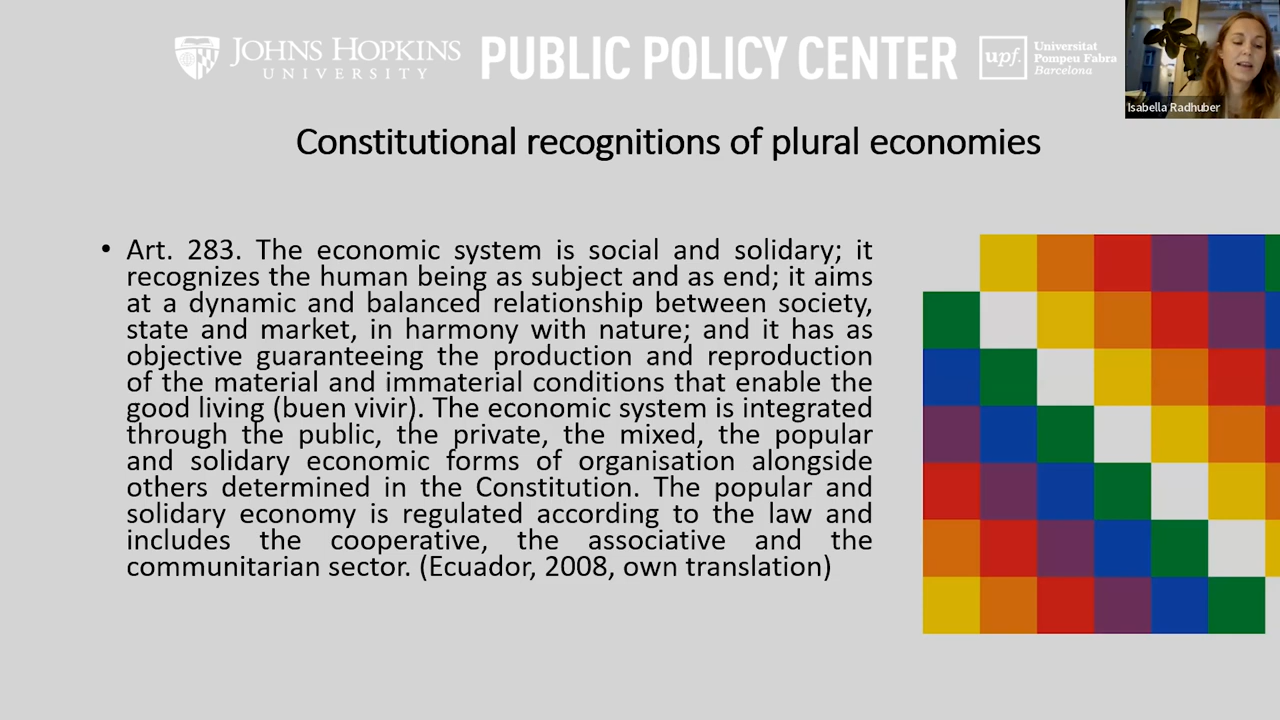 JOHNS HOPKINS
UNIVERSITY
PUBLIC POLICY CENTER
upf.
Universitat
Pompeu Fabra
Barcelona
Isabella Radhuber
Constitutional recognitions of plural economies
• Art. 283. The economic system is social and solidary; it
recognizes the human being as subject and as end; it aims
at a dynamic and balanced relationship between society,
state and market, in harmony with nature; and it has as
objective guaranteeing the production and reproduction
of the material and immaterial conditions that enable the
good living (buen vivir). The economic system is integrated
through the public, the private, the mixed, the popular
and solidary economic forms of organisation alongside
others determined in the Constitution. The popular and
solidary economy is regulated according to the law and
includes the cooperative, the associative and the
communitarian sector. (Ecuador, 2008, own translation)